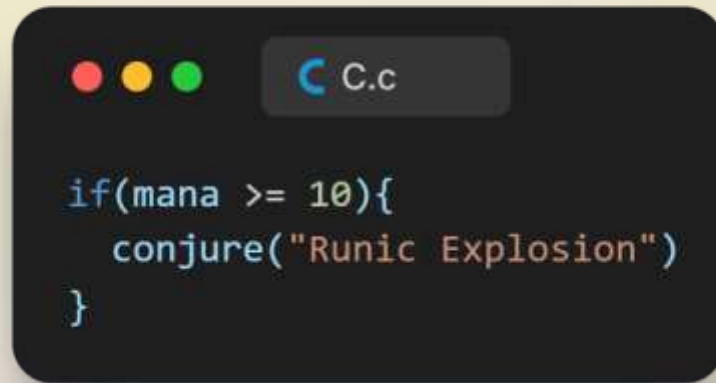 C.c
if(mana >= 10){
  conjure("Runic Explosion")
}